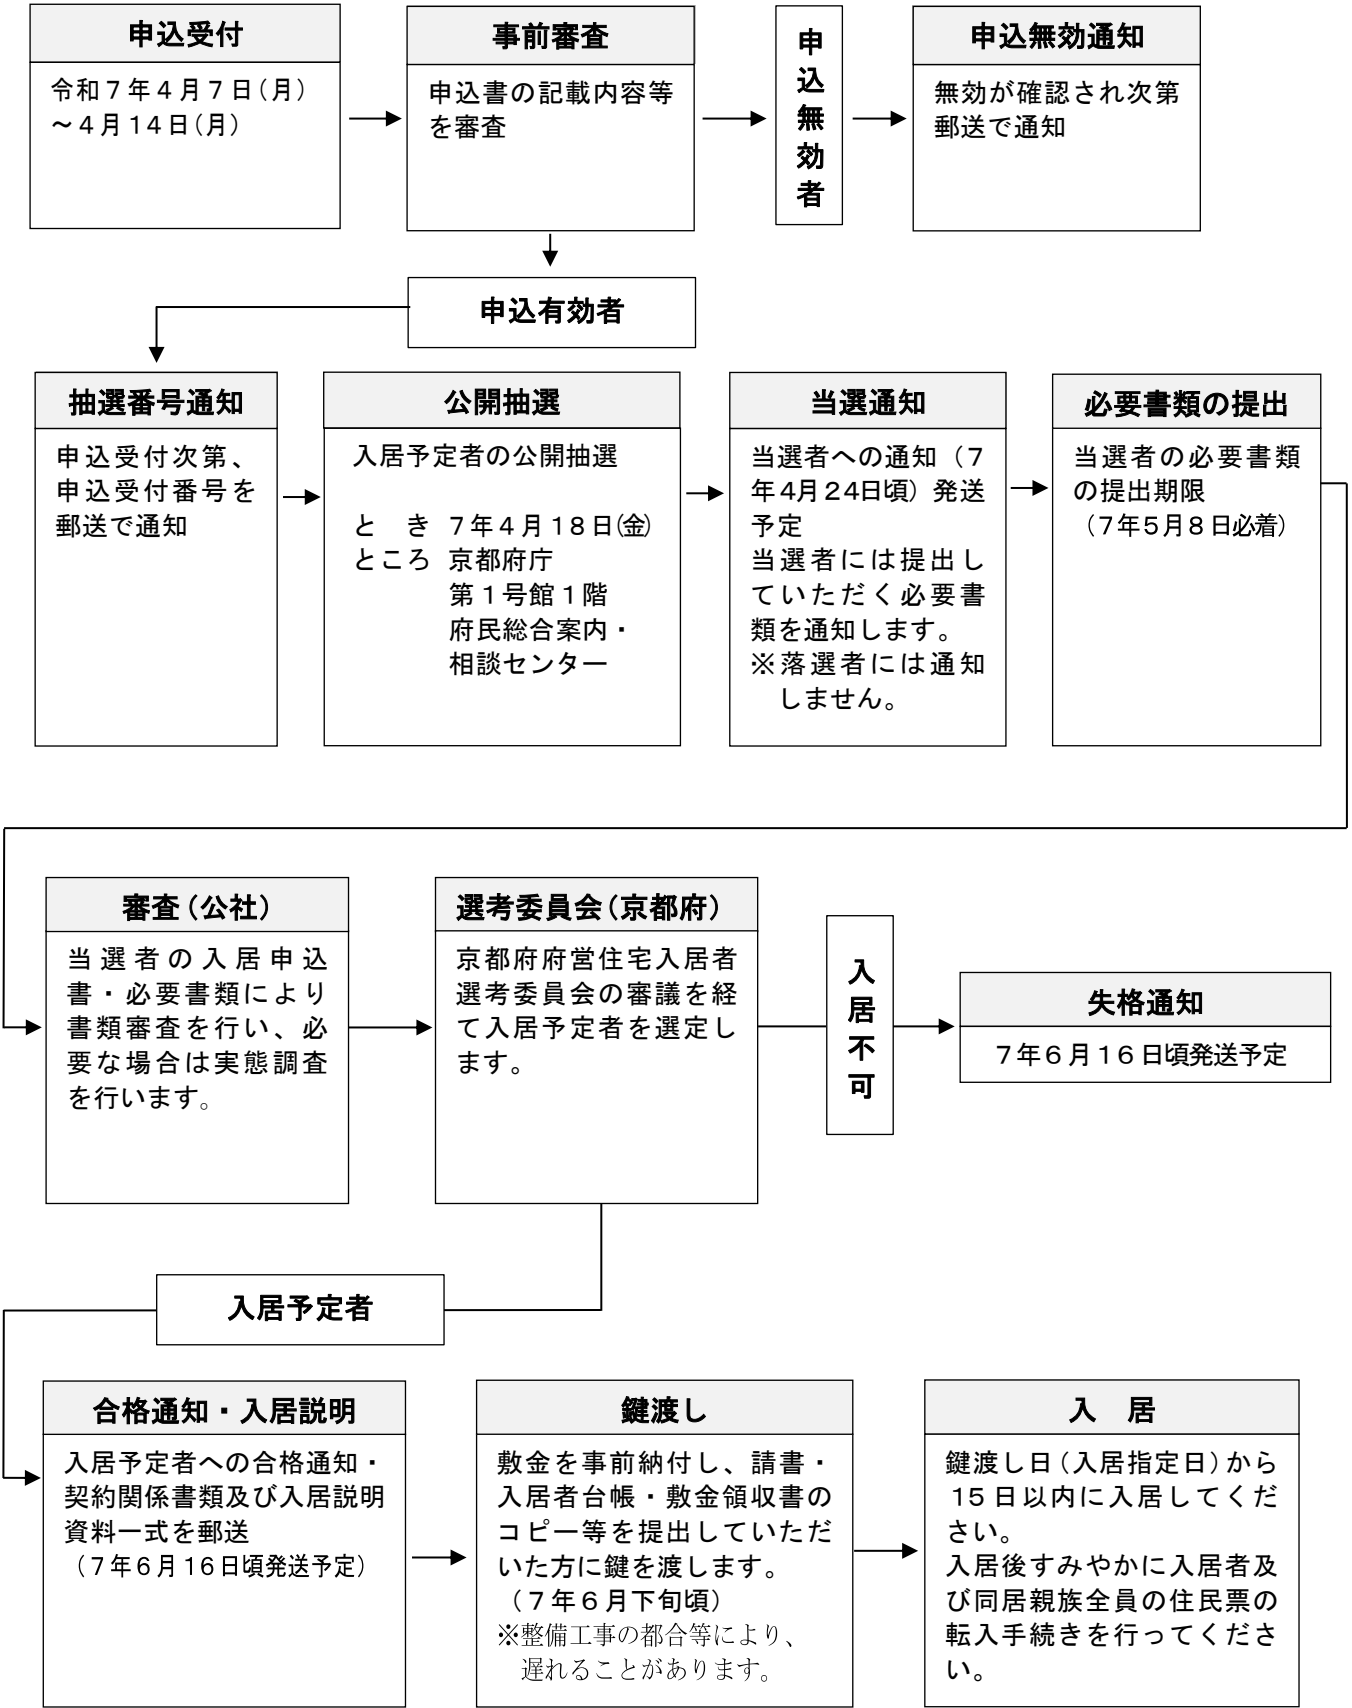 申込受付
令和７年４月７日(月)
～４月14日(月)
事前審査
申込書の記載内容等
を審査
申込無効者
申込無効通知
無効が確認され次第
郵送で通知
申込有効者
抽選番号通知
申込受付次第、
申込受付番号を
郵送で通知
公開抽選
入居予定者の公開抽選
と　き ７年４月18日(金)
ところ 京都府庁
第１号館１階
府民総合案内・
相談センター
当選通知
当選者への通知（７
年4月24日頃）発送
予定
当選者には提出し
ていただく必要書
類を通知します。
※落選者には通知
しません。
必要書類の提出
当選者の必要書類
の提出期限
（７年５月８日必着）
審査(公社)
当選者の入居申込
書・必要書類により
書類審査を行い、必
要な場合は実態調査
を行います。
選考委員会(京都府)
京都府府営住宅入居者
選考委員会の審議を経
て入居予定者を選定し
ます。
入居不可
失格通知
７年６月16日頃発送予定
入居予定者
合格通知・入居説明
入居予定者への合格通知・
契約関係書類及び入居説明
資料一式を郵送
（７年６月16日頃発送予定）
鍵渡し
敷金を事前納付し、請書・
入居者台帳・敷金領収書の
コピー等を提出していただ
いた方に鍵を渡します。
（７年６月下旬頃）
※整備工事の都合等により、
遅れることがあります。
入　居
鍵渡し日(入居指定日)から
15日以内に入居してくだ
さい。
入居後すみやかに入居者及
び同居親族全員の住民票の
転入手続きを行ってくださ
い。